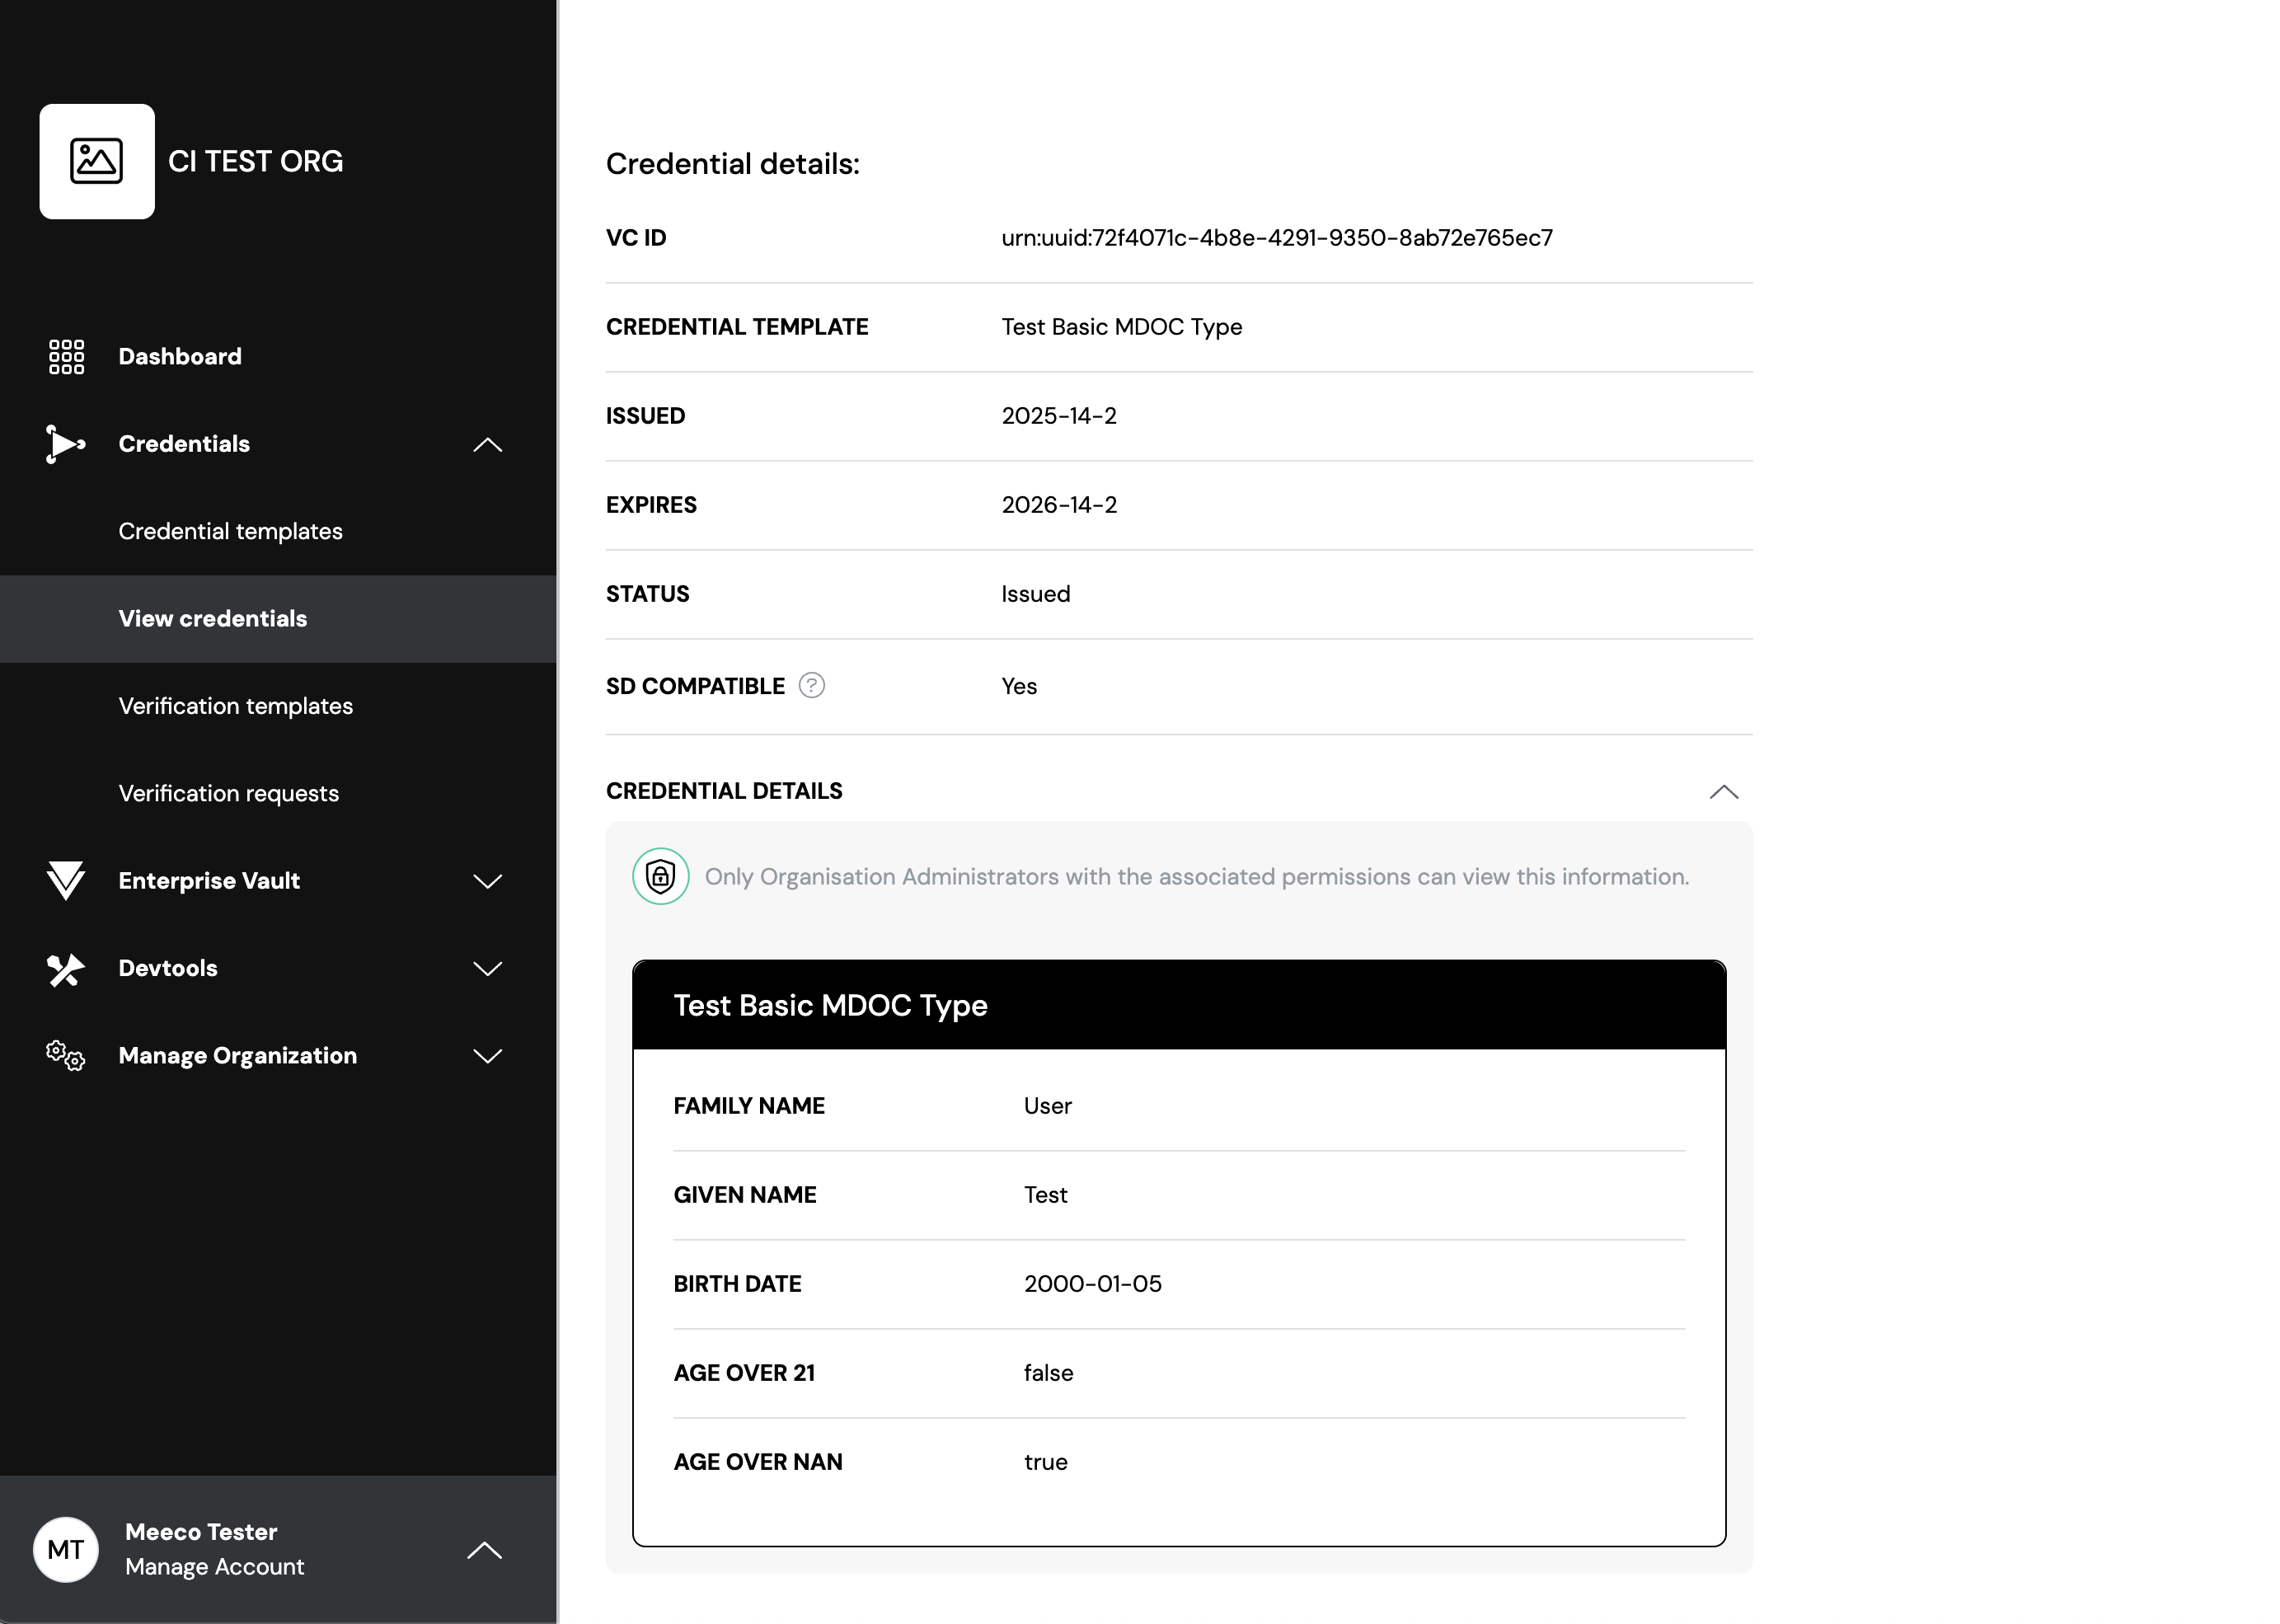 CI TEST ORG
Dashboard
Credentials
Credential templates
View credentials
Verification templates
Verification requests
Enterprise Vault
Devtools
Manage Organization
MT
Meeco Tester
Manage Account
Credential details:
VC ID urn:uuid:72f4071c-4b8e-4291-9350-8ab72e765ec7
CREDENTIAL TEMPLATE Test Basic MDOC Type
ISSUED 2025-14-2
EXPIRES 2026-14-2
STATUS Issued
SD COMPATIBLE ? Yes
CREDENTIAL DETAILS
Only Organisation Administrators with the associated permissions can view this information.
Test Basic MDOC Type
FAMILY NAME User
GIVEN NAME Test
BIRTH DATE 2000-01-05
AGE OVER 21 false
AGE OVER NAN true